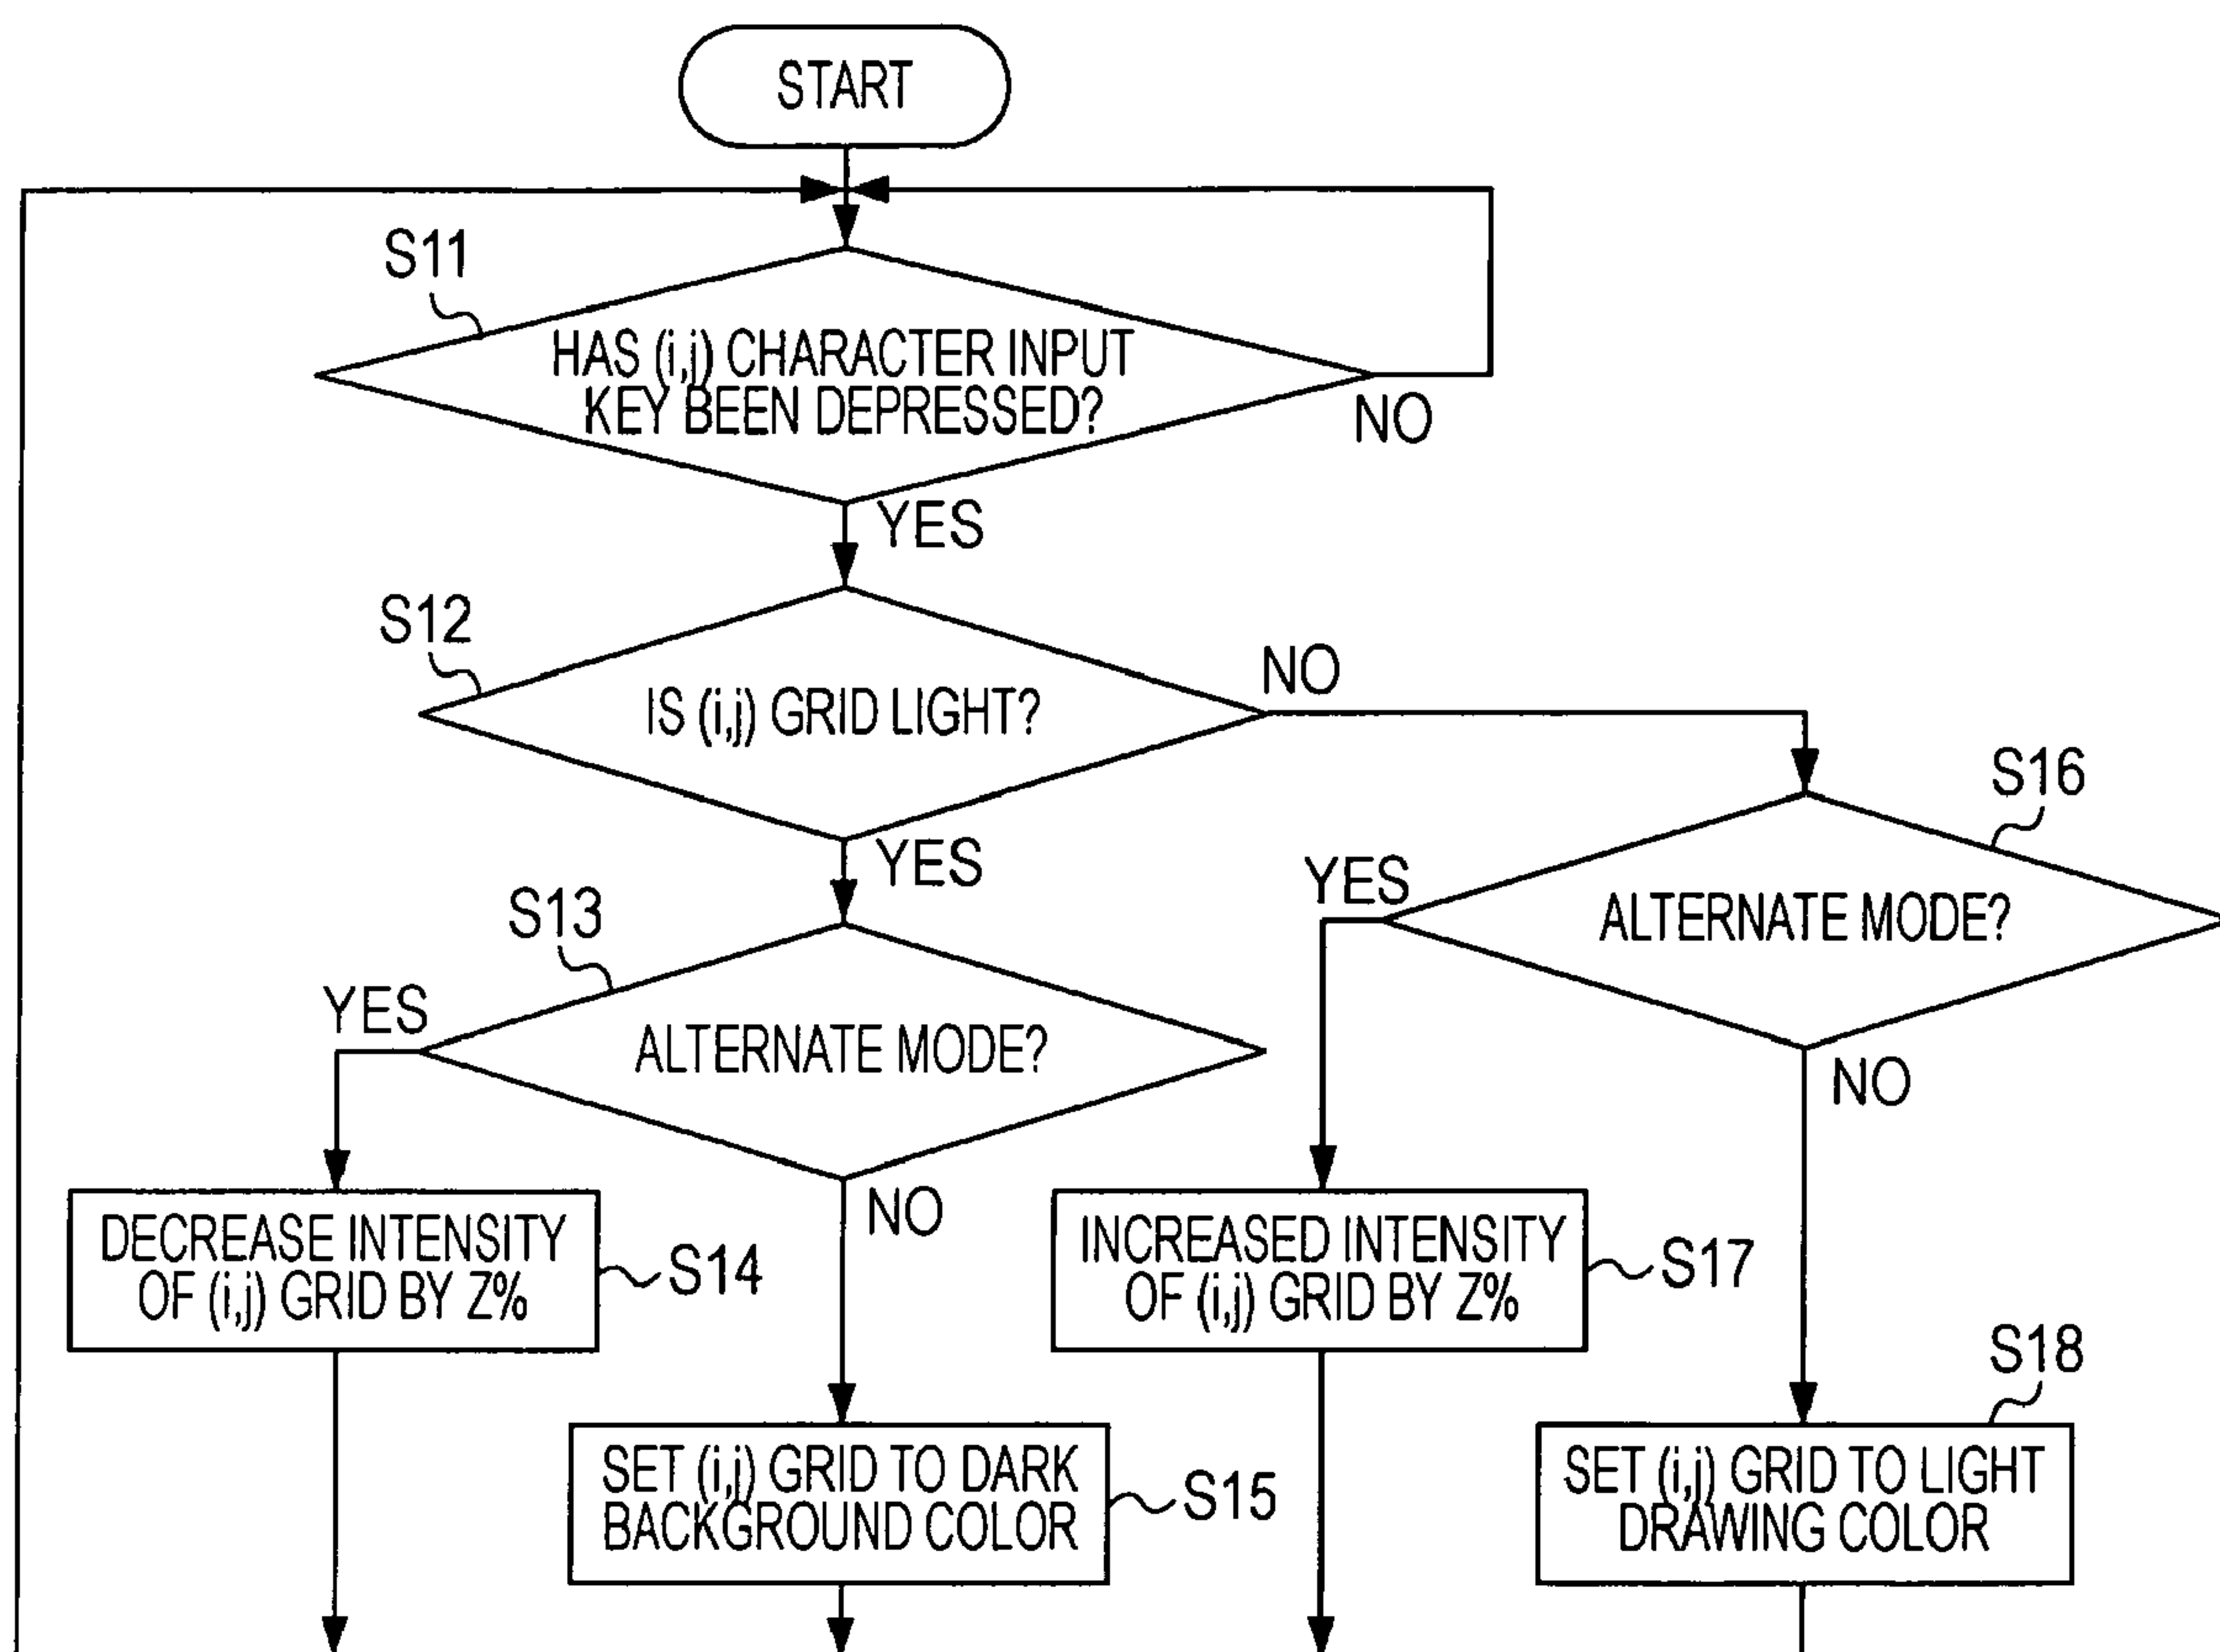 START
S11
HAS (i,j) CHARACTER INPUT
KEY BEEN DEPRESSED?
NO
YES
S12
IS (i,j) GRID LIGHT?
NO
YES
S16
YES
ALTERNATE MODE?
NO
S13
YES
ALTERNATE MODE?
NO
DECREASE INTENSITY
OF (i,j) GRID BY Z%
S14
INCREASED INTENSITY
OF (i,j) GRID BY Z%
S17
SET (i,j) GRID TO DARK
BACKGROUND COLOR
S15
S18
SET (i,j) GRID TO LIGHT
DRAWING COLOR